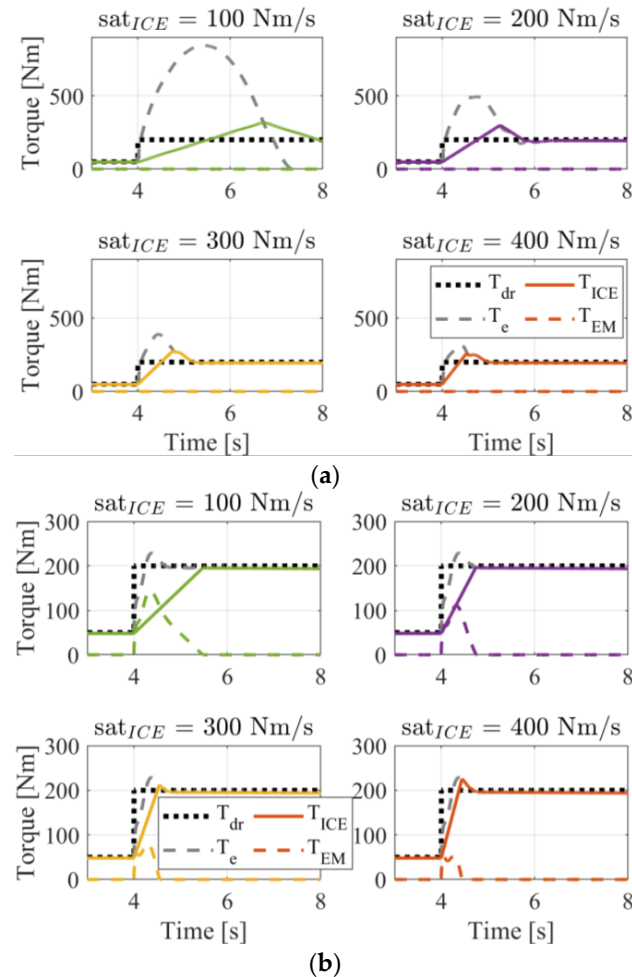 sat_ICE = 100 Nm/s
sat_ICE = 200 Nm/s
Torque [Nm]
500
0
4
6
8
500
0
4
6
8
sat_ICE = 300 Nm/s
sat_ICE = 400 Nm/s
Torque [Nm]
500
0
4
6
8
500
0
4
6
8
T_dr
T_ICE
T_e
T_EM
Time [s]
Time [s]
(a)
sat_ICE = 100 Nm/s
sat_ICE = 200 Nm/s
Torque [Nm]
300
200
100
0
4
6
8
300
200
100
0
4
6
8
sat_ICE = 300 Nm/s
sat_ICE = 400 Nm/s
Torque [Nm]
300
200
100
0
4
6
8
300
200
100
0
4
6
8
T_dr
T_ICE
T_e
T_EM
Time [s]
Time [s]
(b)